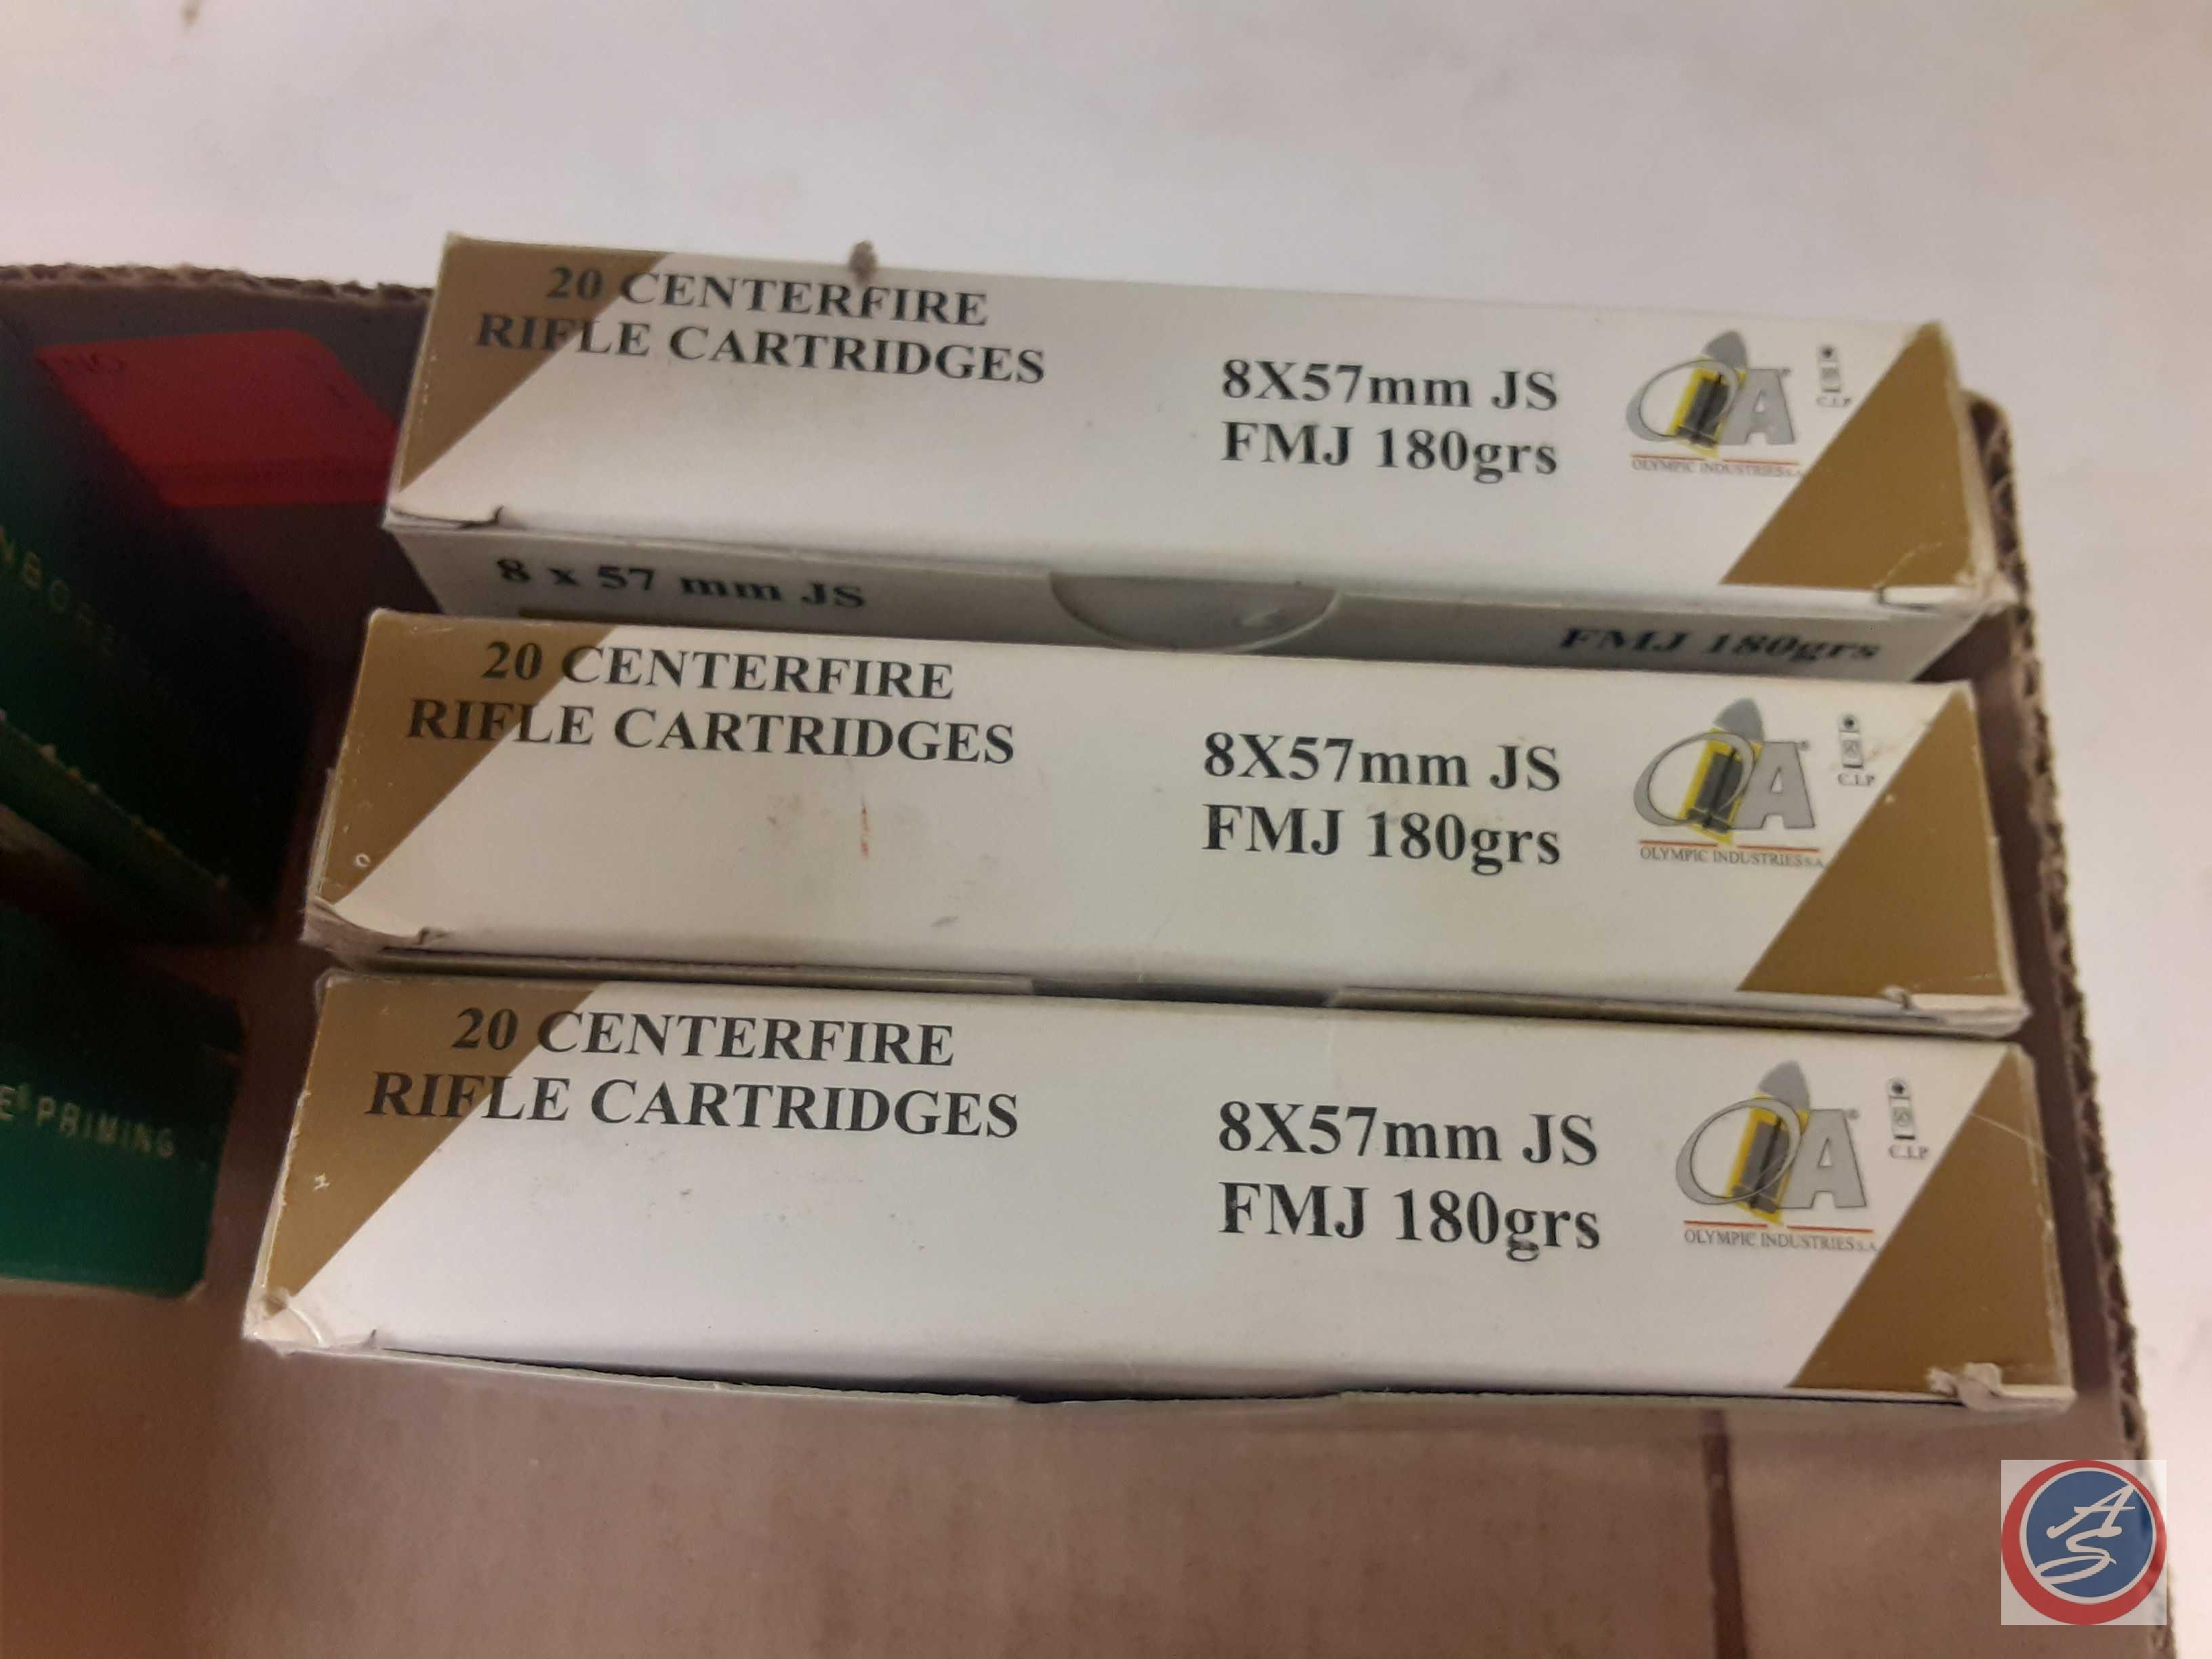 20 CENTERFIRE
RIFLE CARTRIDGES
8X57mm JS
FMJ 180grs
OLYMPIC INDUSTRIES S.A
C.I.P
8 x 57 mm JS
FMJ 180grs
20 CENTERFIRE
RIFLE CARTRIDGES
8X57mm JS
FMJ 180grs
OLYMPIC INDUSTRIES S.A
C.I.P
20 CENTERFIRE
RIFLE CARTRIDGES
8X57mm JS
FMJ 180grs
OLYMPIC INDUSTRIES S.A
C.I.P
PRIMING
AS